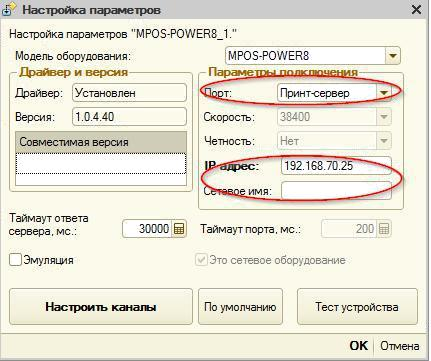 Настройка параметров
Настройка параметров "MPOS-POWER8_1."
Модель оборудования: MPOS-POWER8
Драйвер и версия
Драйвер: Установлен
Версия: 1.0.4.40
Совместимая версия
Параметры подключения
Порт: Принт-сервер
Скорость: 38400
Четность: Нет
IP адрес: 192.168.70.25
Сетевое имя:
Таймаут ответа
сервера, мс.: 30000
Таймаут порта, мс.: 200
Эмуляция
Это сетевое оборудование
Настроить каналы
По умолчанию
Тест устройства
OK
Отмена